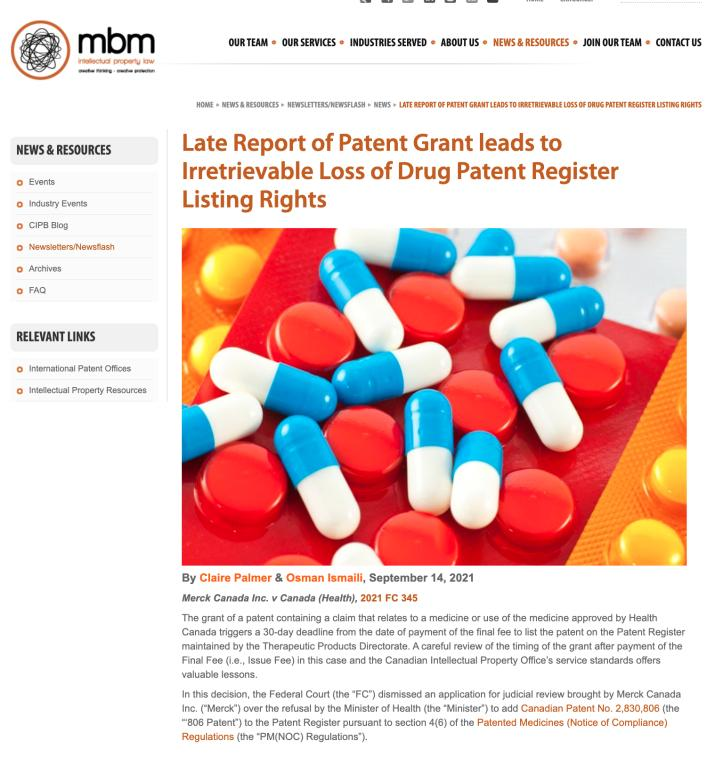 mbm
intellectual property law
creative thinking - creative protection
OUR TEAM • OUR SERVICES • INDUSTRIES SERVED • ABOUT US • NEWS & RESOURCES • JOIN OUR TEAM • CONTACT US
HOME » NEWS & RESOURCES » NEWSLETTERS/NEWSFLASH » NEWS » LATE REPORT OF PATENT GRANT LEADS TO IRRETRIEVABLE LOSS OF DRUG PATENT REGISTER LISTING RIGHTS
NEWS & RESOURCES
Events
Industry Events
CIPB Blog
Newsletters/Newsflash
Archives
FAQ
RELEVANT LINKS
International Patent Offices
Intellectual Property Resources
Late Report of Patent Grant leads to
Irretrievable Loss of Drug Patent Register
Listing Rights
By Claire Palmer & Osman Ismaili, September 14, 2021
Merck Canada Inc. v Canada (Health), 2021 FC 345
The grant of a patent containing a claim that relates to a medicine or use of the medicine approved by Health
Canada triggers a 30-day deadline from the date of payment of the final fee to list the patent on the Patent Register
maintained by the Therapeutic Products Directorate. A careful review of the timing of the grant after payment of the
Final Fee (i.e., Issue Fee) in this case and the Canadian Intellectual Property Office's service standards offers
valuable lessons.
In this decision, the Federal Court (the “FC”) dismissed an application for judicial review brought by Merck Canada
Inc. (“Merck”) over the refusal by the Minister of Health (the “Minister”) to add Canadian Patent No. 2,830,806 (the
“'806 Patent”) to the Patent Register pursuant to section 4(6) of the Patented Medicines (Notice of Compliance)
Regulations (the “PM(NOC) Regulations”).